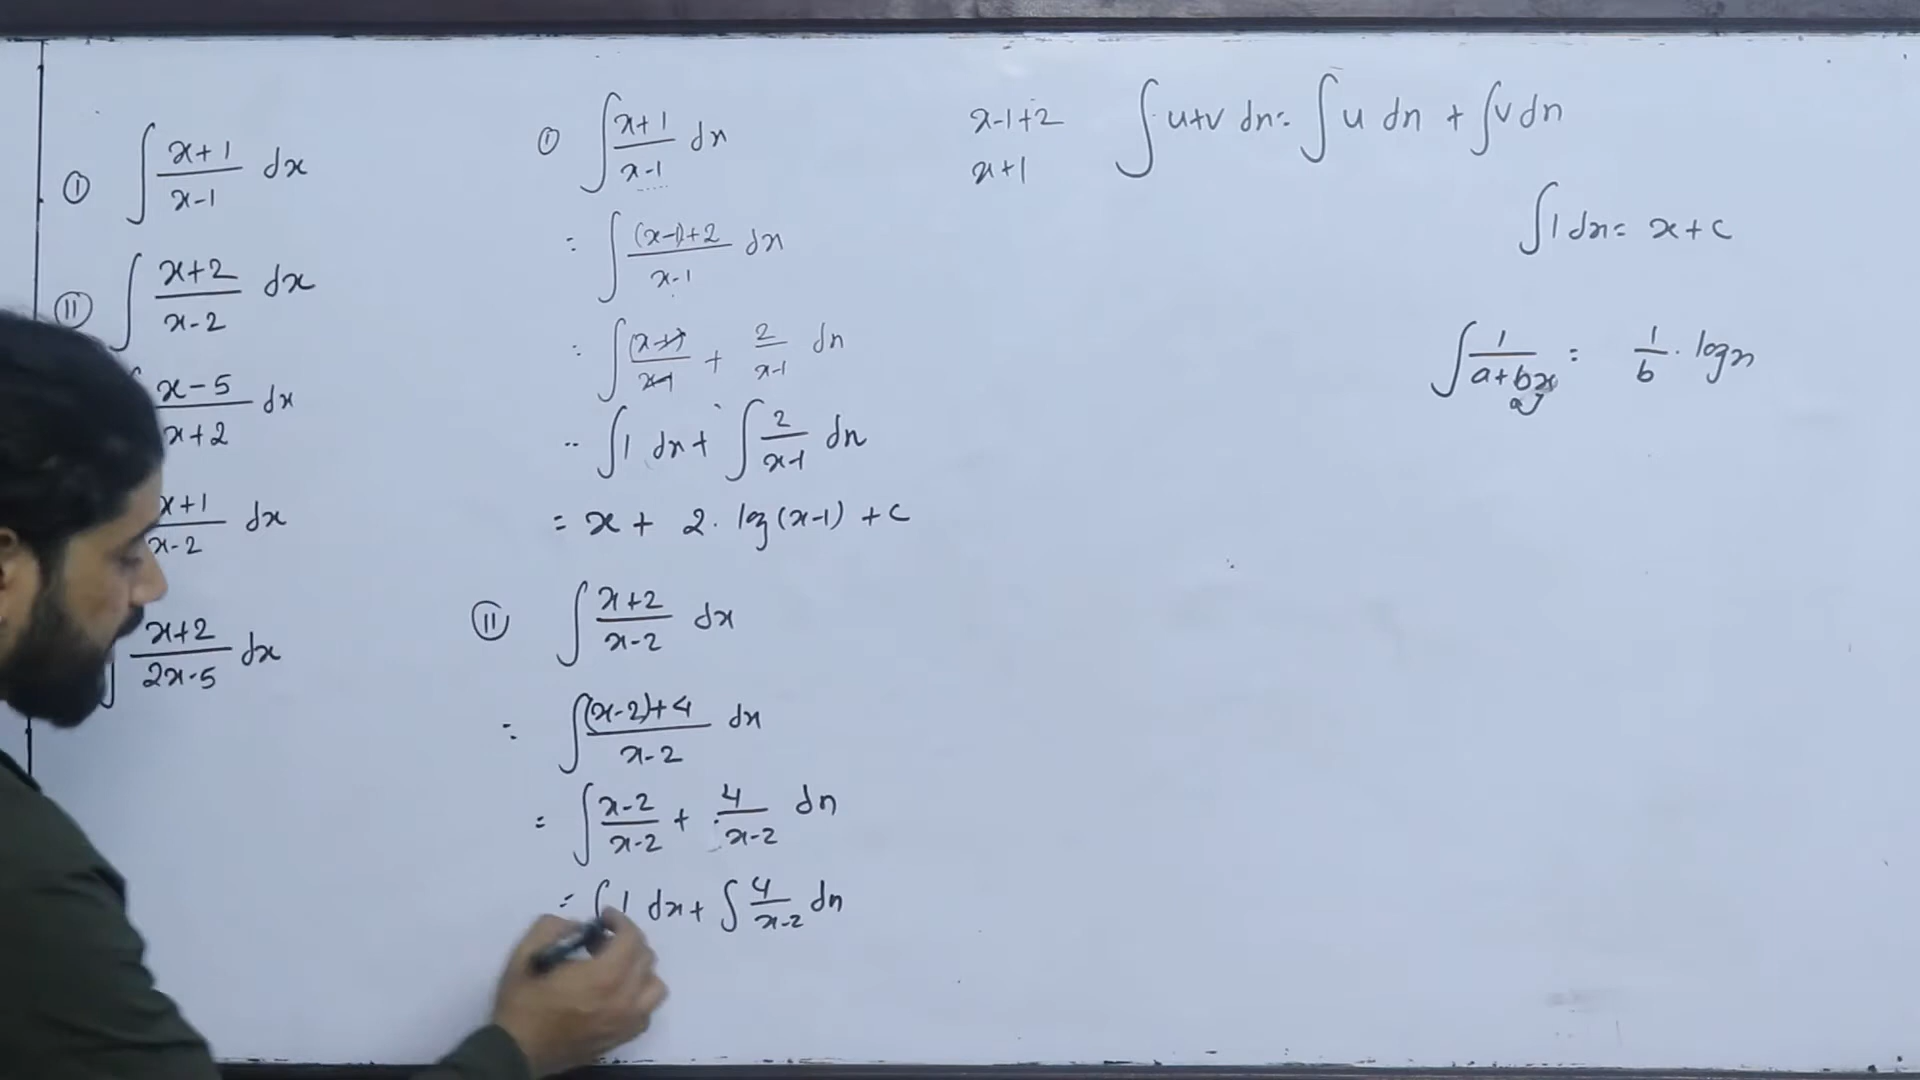 ① ∫ x+1/x-1 dx
⑪ ∫ x+2/x-2 dx
x-5/x+2 dx
x+1/x-2 dx
∫ x+2/2x-5 dx
① ∫ x+1/x-1 dx
= ∫ (x-1)+2/x-1 dx
= ∫ (x-1)/x-1 + 2/x-1 dx
= ∫ 1 dx + ∫ 2/x-1 dx
= x + 2. log(x-1) + c
⑪ ∫ x+2/x-2 dx
= ∫ (x-2)+4/x-2 dx
= ∫ x-2/x-2 + 4/x-2 dx
= ∫ 1 dx + ∫ 4/x-2 dx
x-1+2
x+1
∫ u+v dx = ∫ u dx + ∫ v dx
∫ 1 dx = x + c
∫ 1/a+bx = 1/b . log x